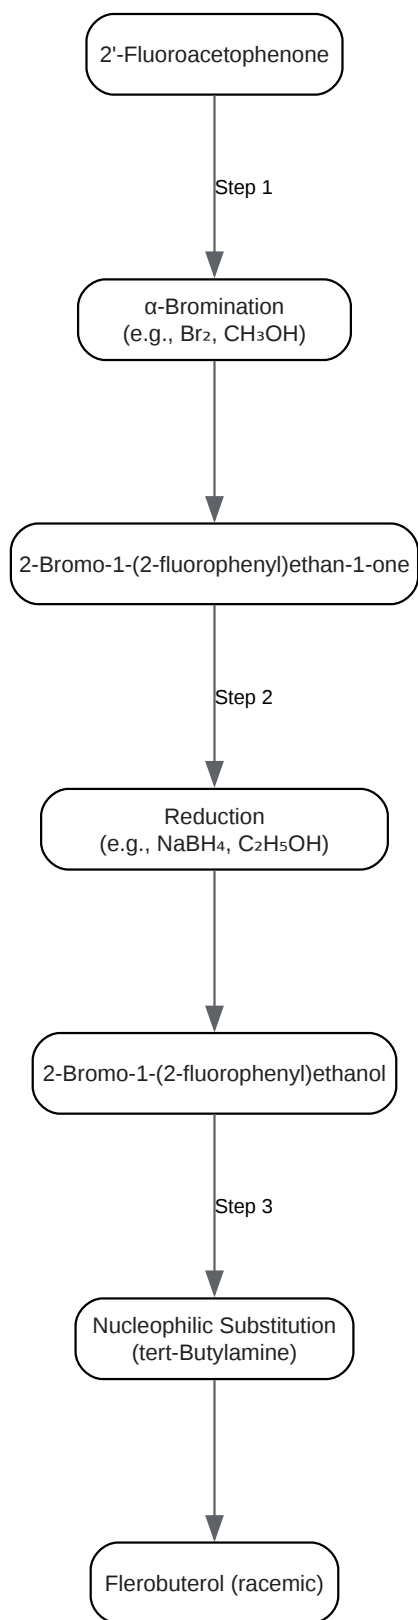 2'-Fluoroacetophenone
Step 1
α-Bromination
(e.g., Br₂, CH₃OH)
2-Bromo-1-(2-fluorophenyl)ethan-1-one
Step 2
Reduction
(e.g., NaBH₄, C₂H₅OH)
2-Bromo-1-(2-fluorophenyl)ethanol
Step 3
Nucleophilic Substitution
(tert-Butylamine)
Flerobuterol (racemic)